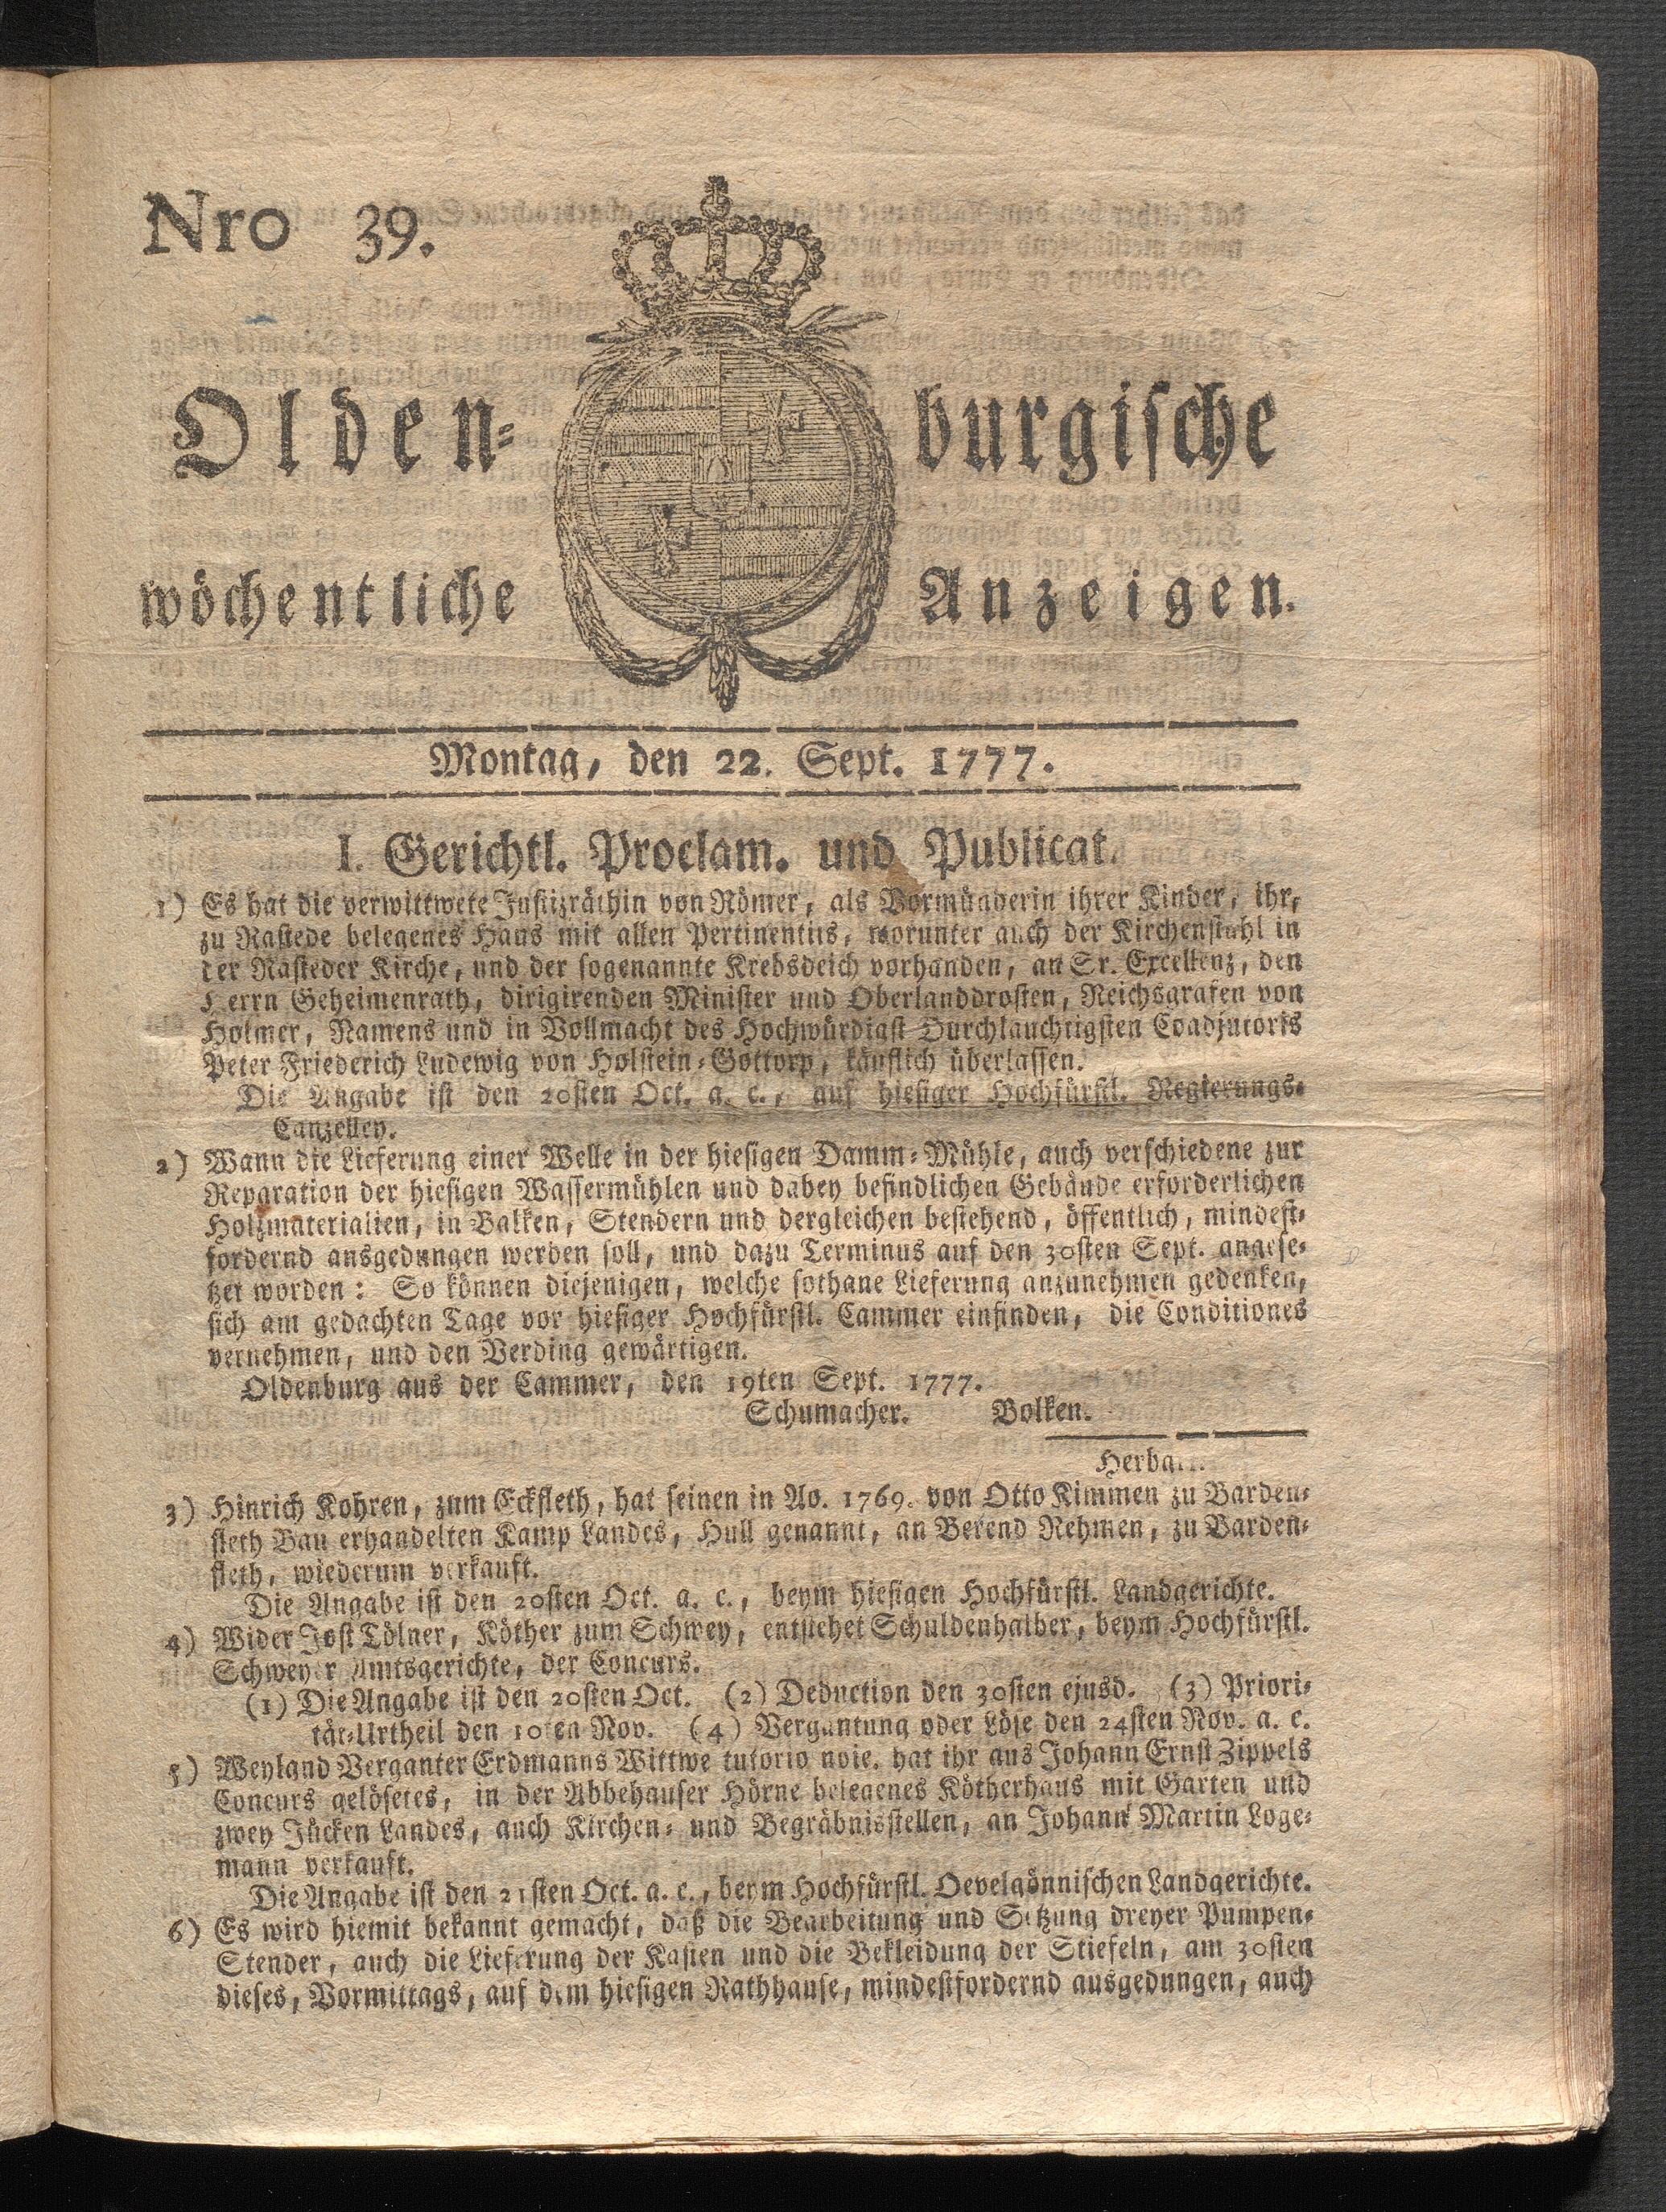 Nro 39.
Olden-burgische
wöchentliche Anzeigen.
Montag, den 22. Sept. 1777.
I. Gerichtl. Proclam. und Publicat.
1) Es hat die verwittwete Justizräthin von Römer, als Vormünderin ihrer Kinder, ihr,
zu Rastede belegenes Haus mit allen Pertinentiis, worunter auch der Kirchenstuhl in
der Rasteder Kirche, und der sogenannte Krebsdeich vorhanden, an Sr. Excellenz, den
Herrn Geheimenrath, dirigirenden Minister und Oberlanddrosten, Reichsgrafen von
Holmer, Namens und in Vollmacht des Hochwürdigst Durchlauchtigsten Coadjutoris
Peter Friederich Ludewig von Holstein-Gottorp, käuflich überlassen.
Die Angabe ist den 20sten Oct. a. c., auf hiesiger Hochfürstl. Regierungs-
Canzelley.
2) Wann die Lieferung einer Welle in der hiesigen Damm-Mühle, auch verschiedene zur
Reparation der hiesigen Wassermühlen und dabey befindlichen Gebäude erforderlichen
Holzmaterialien, in Balken, Stendern und dergleichen bestehend, öffentlich, mindest-
fordernd ausgedungen werden soll, und dazu Terminus auf den 30sten Sept. angese-
tzet worden: So können diejenigen, welche sothane Lieferung anzunehmen gedenken,
sich am gedachten Tage vor hiesiger Hochfürstl. Cammer einfinden, die Conditiones
vernehmen, und den Verding gewärtigen.
Oldenburg aus der Cammer, den 19ten Sept. 1777.
Schumacher. Bolken.
Herba
3) Hinrich Kohren, zum Eckfleth, hat seinen in Ao. 1769. von Otto Kimmen zu Barden-
fleth Bau erhandelten Kamp Landes, Hull genannt, an Berend Rehmen, zu Barden-
fleth, wiederum verkauft.
Die Angabe ist den 20sten Oct. a. c., beym hiesigen Hochfürstl. Landgerichte.
4) Wider Jost Tölner, Köther zum Schwey, entstehet Schuldenhalber, beym Hochfürstl.
Schweyer Amtsgerichte, der Concurs.
(1) Die Angabe ist den 20sten Oct. (2) Deduction den 30sten ejusd. (3) Priori-
tät-Urtheil den 10ten Nov. (4) Vergantung oder Löse den 24sten Nov. a. c.
5) Weyland Verganter Erdmanns Wittwe tutorio noie. hat ihr aus Johann Ernst Zippels
Concurs gelösetes, in der Abbehauser Hörne belegenes Kötherhaus mit Garten und
zwey Jücken Landes, auch Kirchen- und Begräbnisstellen, an Johann Martin Loge-
mann verkauft.
Die Angabe ist den 21sten Oct. a. c., beym Hochfürstl. Oevelgönnischen Landgerichte.
6) Es wird hiemit bekannt gemacht, daß die Bearbeitung und Setzung dreyer Pumpen-
Stender, auch die Lieferung der Kasten und die Bekleidung der Stiefeln, am 30sten
dieses, Vormittags, auf dem hiesigen Rathhause, mindestfordernd ausgedungen, auch